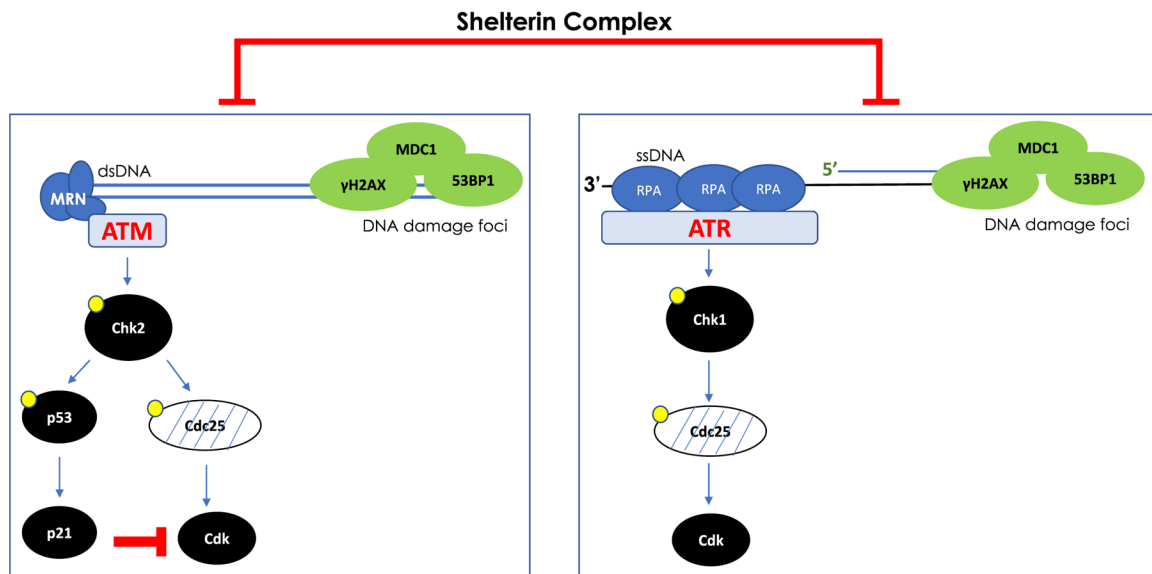 Shelterin Complex
dsDNA
MRN
ATM
MDC1
γH2AX
53BP1
DNA damage foci
Chk2
p53
Cdc25
p21
Cdk
ssDNA
3’
RPA
RPA
RPA
5’
MDC1
γH2AX
53BP1
DNA damage foci
ATR
Chk1
Cdc25
Cdk